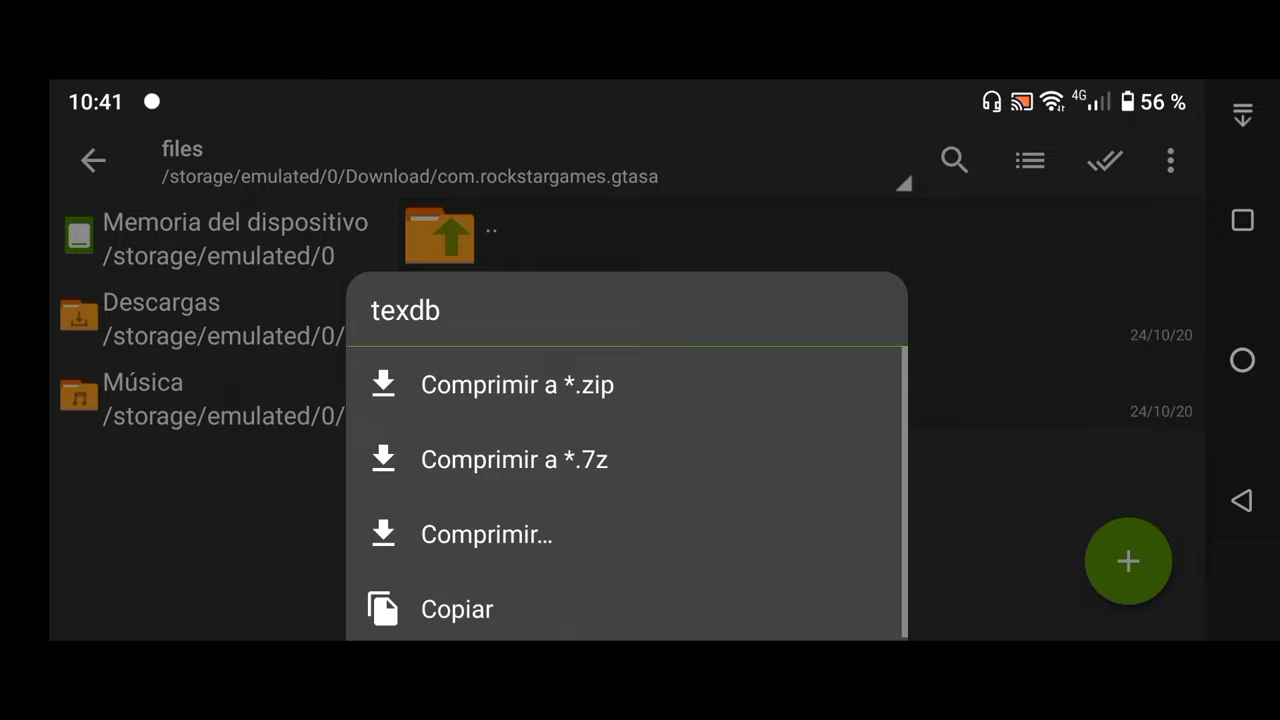 10:41
4G
56 %
files
/storage/emulated/0/Download/com.rockstargames.gtasa
Memoria del dispositivo
/storage/emulated/0
..
Descargas
/storage/emulated/0/
24/10/20
Música
/storage/emulated/0/
24/10/20
texdb
Comprimir a *.zip
Comprimir a *.7z
Comprimir...
Copiar